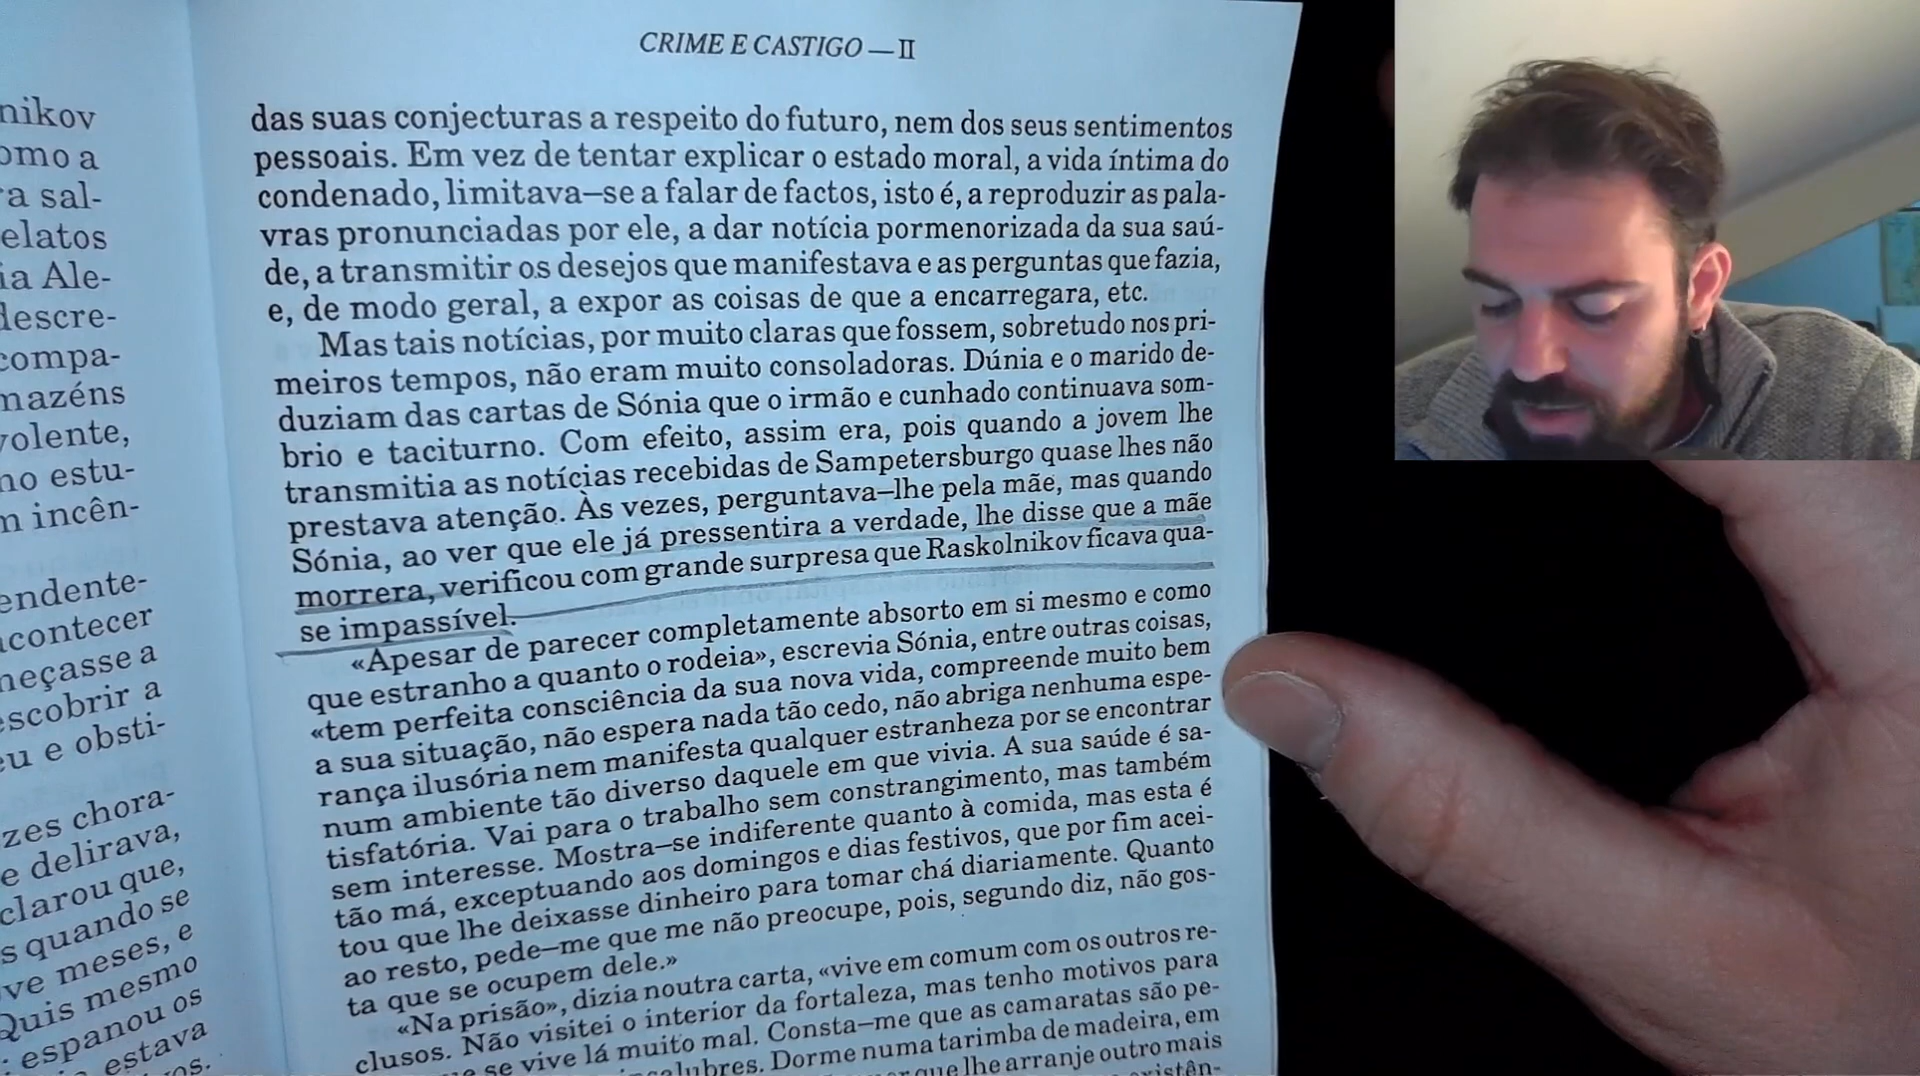 nikov
omo a
ra sal-
elatos
ia Ale-
descre-
compa-
mazéns
volente,
no estu-
m incên-
endente-
acontecer
neçasse a
escobrir a
eu e obsti-
zes chora-
e delirava,
clarou que,
s quando se
ve meses, e
Quis mesmo
espanou os
estava
CRIME E CASTIGO — II
das suas conjecturas a respeito do futuro, nem dos seus sentimentos
pessoais. Em vez de tentar explicar o estado moral, a vida íntima do
condenado, limitava–se a falar de factos, isto é, a reproduzir as pala-
vras pronunciadas por ele, a dar notícia pormenorizada da sua saú-
de, a transmitir os desejos que manifestava e as perguntas que fazia,
e, de modo geral, a expor as coisas de que a encarregara, etc.
Mas tais notícias, por muito claras que fossem, sobretudo nos pri-
meiros tempos, não eram muito consoladoras. Dúnia e o marido de-
duziam das cartas de Sónia que o irmão e cunhado continuava som-
brio e taciturno. Com efeito, assim era, pois quando a jovem lhe
transmitia as notícias recebidas de Sampetersburgo quase lhes não
prestava atenção. Às vezes, perguntava–lhe pela mãe, mas quando
Sónia, ao ver que ele já pressentira a verdade, lhe disse que a mãe
morrera, verificou com grande surpresa que Raskolnikov ficava qua-
se impassível.
«Apesar de parecer completamente absorto em si mesmo e como
que estranho a quanto o rodeia», escrevia Sónia, entre outras coisas,
«tem perfeita consciência da sua nova vida, compreende muito bem
a sua situação, não espera nada tão cedo, não abriga nenhuma espe-
rança ilusória nem manifesta qualquer estranheza por se encontrar
num ambiente tão diverso daquele em que vivia. A sua saúde é sa-
tisfatória. Vai para o trabalho sem constrangimento, mas também
sem interesse. Mostra–se indiferente quanto à comida, mas esta é
tão má, exceptuando aos domingos e dias festivos, que por fim acei-
tou que lhe deixasse dinheiro para tomar chá diariamente. Quanto
ao resto, pede–me que me não preocupe, pois, segundo diz, não gos-
ta que se ocupem dele.»
«Na prisão», dizia noutra carta, «vive em comum com os outros re-
clusos. Não visitei o interior da fortaleza, mas tenho motivos para
se vive lá muito mal. Consta–me que as camaratas são pe-
Dorme numa tarimba de madeira, em
que lhe arranje outro mais